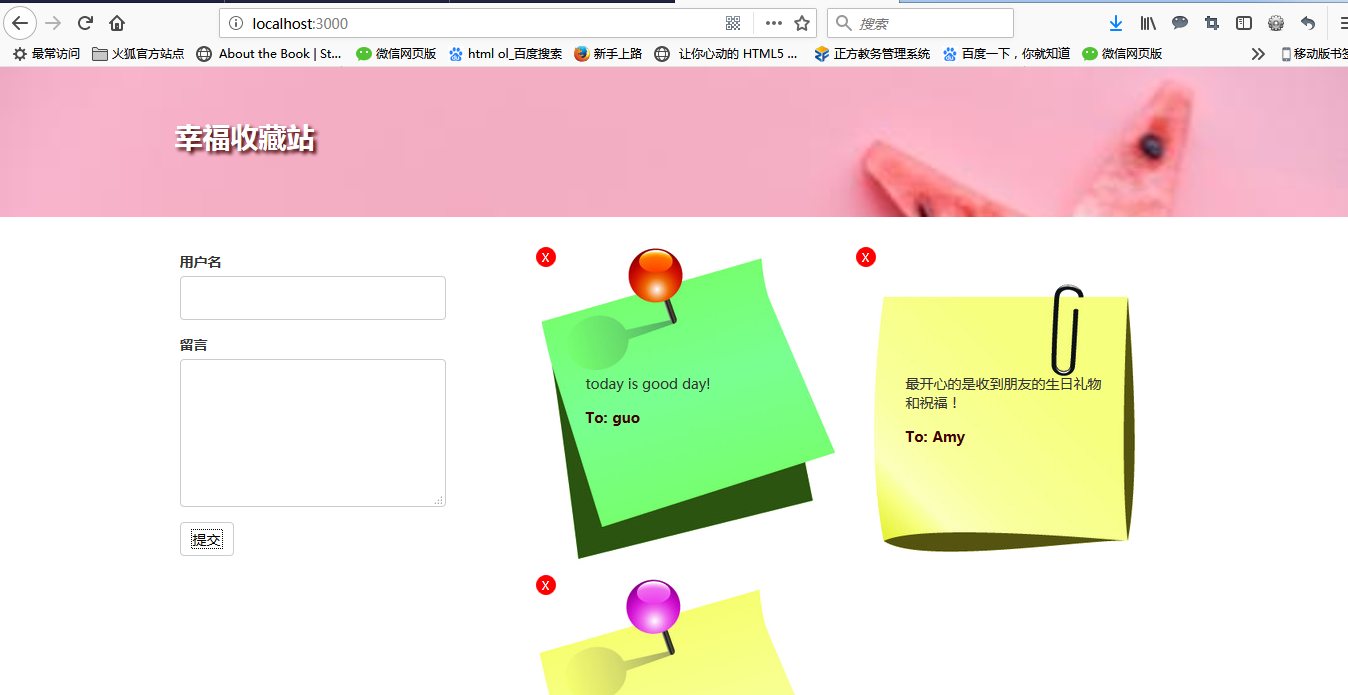 localhost:3000
搜索
最常访问 火狐官方站点 About the Book | St... 微信网页版 html ol_百度搜索 新手上路 让你心动的 HTML5 ... 正方教务管理系统 百度一下，你就知道 微信网页版 移动版书签
幸福收藏站
用户名
留言
提交
X
today is good day!
To: guo
X
最开心的是收到朋友的生日礼物
和祝福！
To: Amy
X